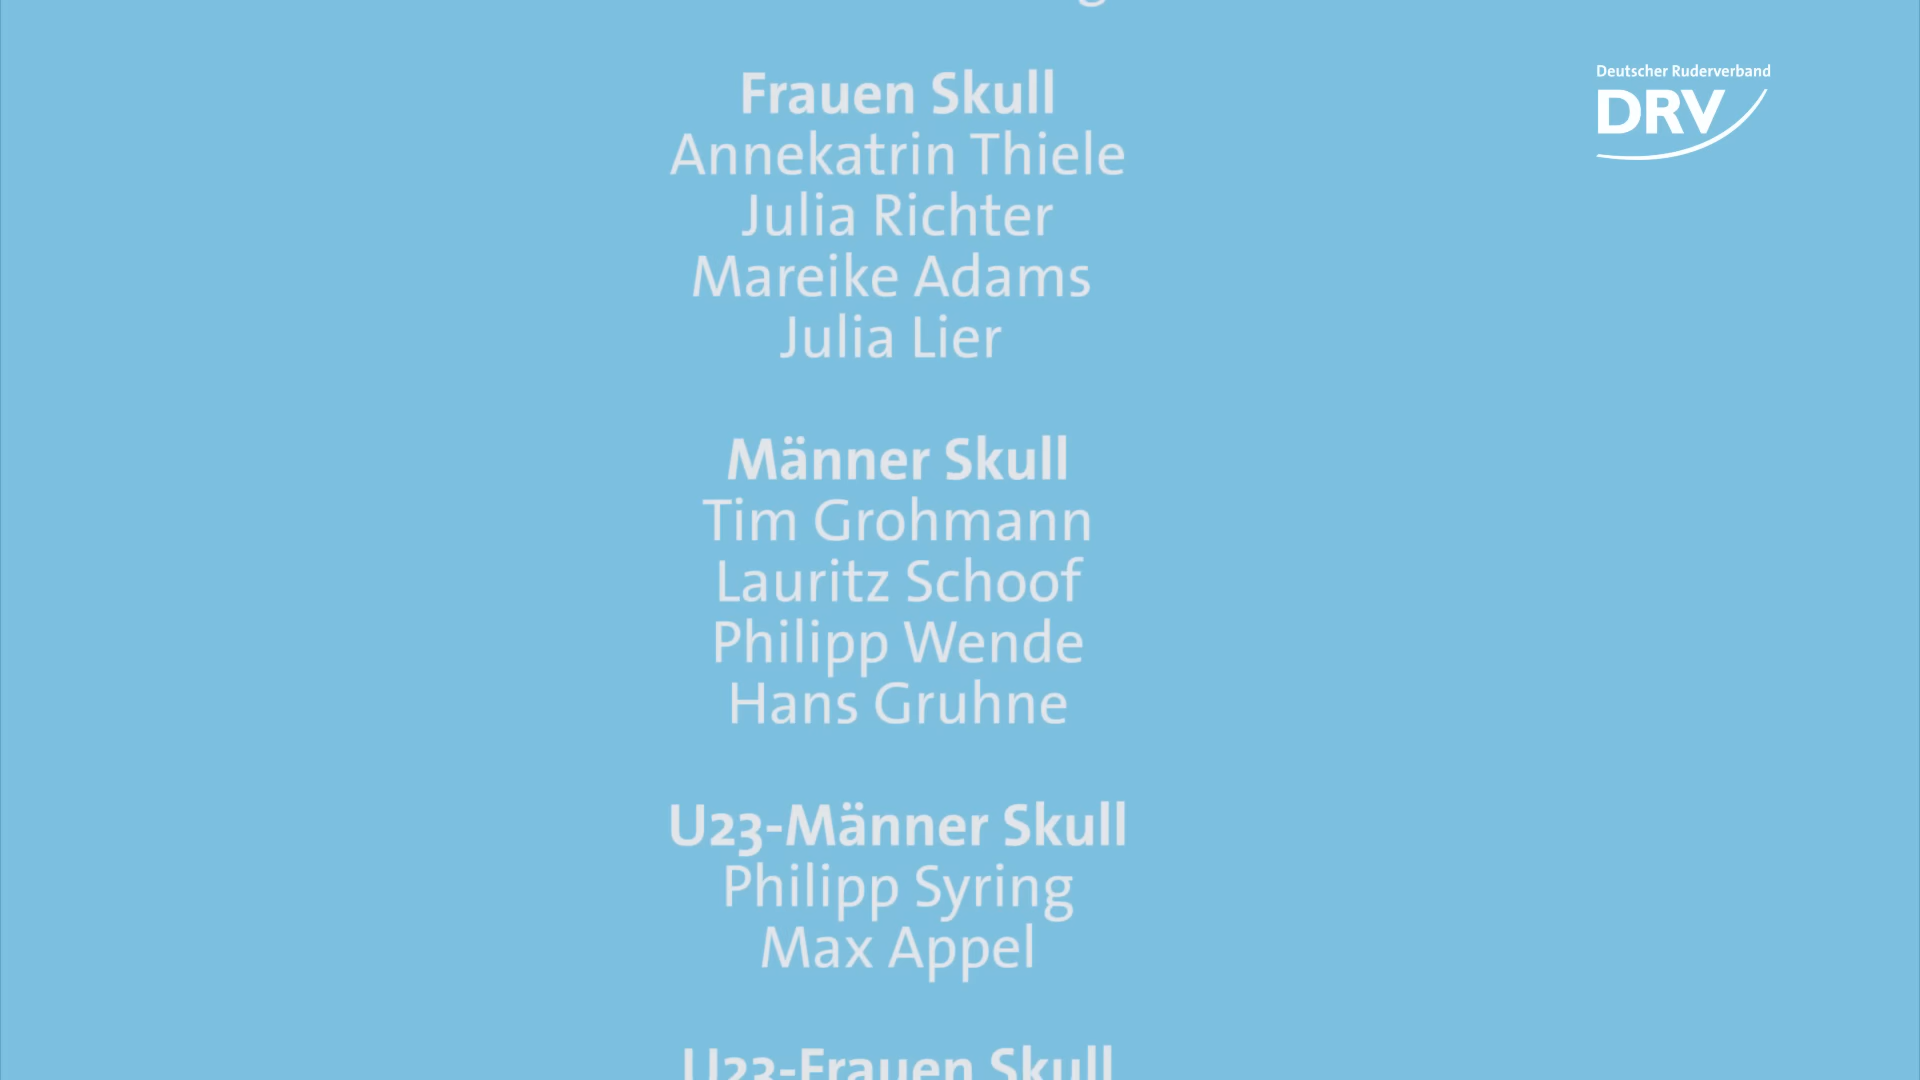 Deutscher Ruderverband
DRV
Frauen Skull
Annekatrin Thiele
Julia Richter
Mareike Adams
Julia Lier
Männer Skull
Tim Grohmann
Lauritz Schoof
Philipp Wende
Hans Gruhne
U23-Männer Skull
Philipp Syring
Max Appel
U23-Frauen Skull